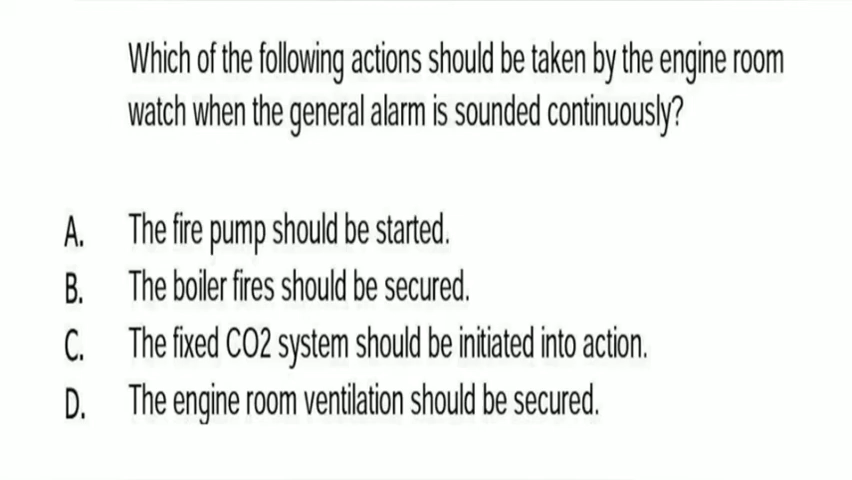 Which of the following actions should be taken by the engine room
watch when the general alarm is sounded continuously?
A. The fire pump should be started.
B. The boiler fires should be secured.
C. The fixed CO2 system should be initiated into action.
D. The engine room ventilation should be secured.